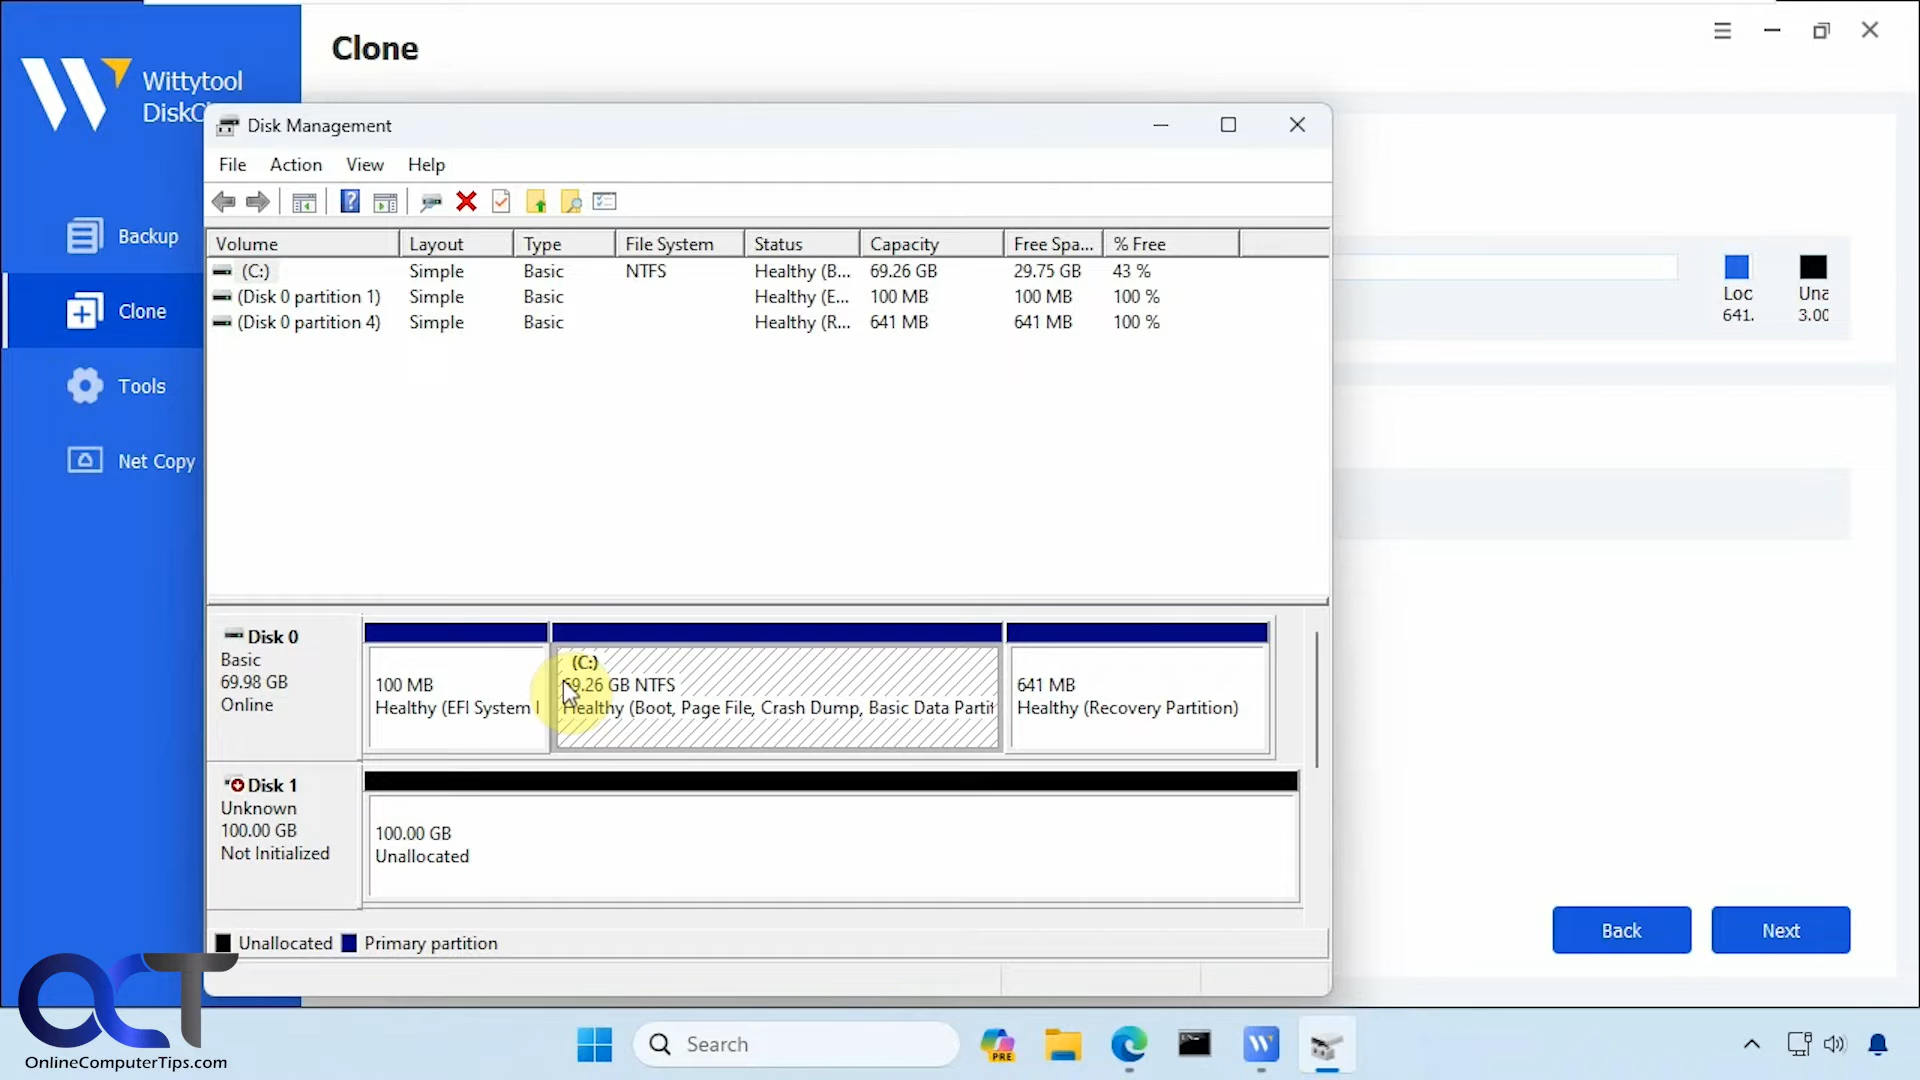 Clone
Wittytool
DiskC
Disk Management
File Action View Help
Volume Layout Type File System Status Capacity Free Spa... % Free
(C:) Simple Basic NTFS Healthy (B... 69.26 GB 29.75 GB 43 %
(Disk 0 partition 1) Simple Basic Healthy (E... 100 MB 100 MB 100 %
(Disk 0 partition 4) Simple Basic Healthy (R... 641 MB 641 MB 100 %
Backup
Clone
Tools
Net Copy
Loc Una
641. 3.00
Disk 0
Basic
69.98 GB
Online
100 MB
Healthy (EFI System
(C:)
69.26 GB NTFS
Healthy (Boot, Page File, Crash Dump, Basic Data Partit
641 MB
Healthy (Recovery Partition)
Disk 1
Unknown
100.00 GB
Not Initialized
100.00 GB
Unallocated
Unallocated Primary partition
Back Next
OCT
OnlineComputerTips.com
Search
PRE